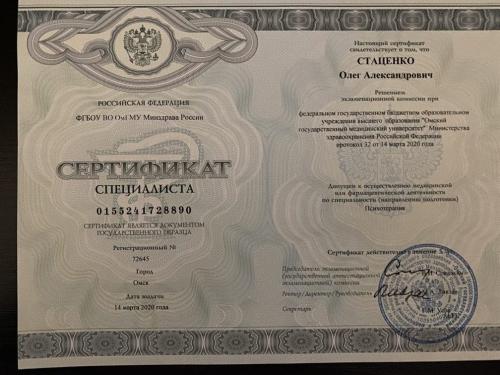 РОССИЙСКАЯ ФЕДЕРАЦИЯ
ФГБОУ ВО ОмГМУ Минздрава России
СЕРТИФИКАТ
СПЕЦИАЛИСТА
0155241728890
СЕРТИФИКАТ ЯВЛЯЕТСЯ ДОКУМЕНТОМ
ГОСУДАРСТВЕННОГО ОБРАЗЦА
Регистрационный №
72645
Город
Омск
Дата выдачи
14 марта 2020 года
Настоящий сертификат
свидетельствует о том, что
СТАЦЕНКО
Олег Александрович
Решением
экзаменационной комиссии при
федеральном государственном бюджетном образовательном
учреждении высшего образования "Омский
государственный медицинский университет" Министерства
здравоохранения Российской Федерации
протокол 32 от 14 марта 2020 года
Допущен к осуществлению медицинской
или фармацевтической деятельности
по специальности (направлению подготовки)
Психотерапия
Сертификат действителен в течение 5
Председатель экзаменационной
(государственной аттестационной,
экзаменационной) комиссии
Ректор / Директор / Руководитель
Секретарь